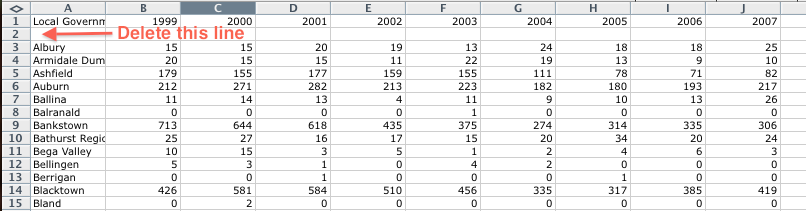 <> A B C D E F G H I J
1 Local Governm 1999 2000 2001 2002 2003 2004 2005 2006 2007
2 Delete this line
3 Albury 15 15 20 19 13 24 18 18 25
4 Armidale Dum 20 15 15 11 22 19 13 9 10
5 Ashfield 179 155 177 159 155 111 78 71 82
6 Auburn 212 271 282 213 223 182 180 193 217
7 Ballina 11 14 13 4 11 9 10 13 26
8 Balranald 0 0 0 0 1 0 0 0 0
9 Bankstown 713 644 618 435 375 274 314 335 306
10 Bathurst Regic 25 27 16 17 15 20 34 20 24
11 Bega Valley 10 15 3 5 1 2 4 6 3
12 Bellingen 5 3 1 0 4 2 0 0 0
13 Berrigan 0 0 1 0 0 0 1 0 0
14 Blacktown 426 581 584 510 456 335 317 385 419
15 Bland 0 2 0 0 0 0 0 0 0